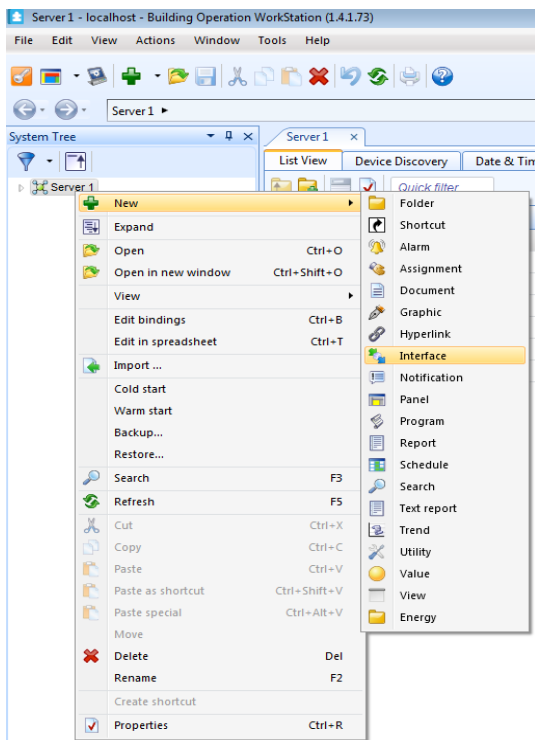 Server 1 - localhost - Building Operation WorkStation (1.4.1.73)
File Edit View Actions Window Tools Help
Server 1
System Tree
Server 1
List View Device Discovery Date & Tim
Server 1
Quick filter
New
Expand
Open Ctrl+O
Open in new window Ctrl+Shift+O
View
Edit bindings Ctrl+B
Edit in spreadsheet Ctrl+T
Import ...
Cold start
Warm start
Backup...
Restore...
Search F3
Refresh F5
Cut Ctrl+X
Copy Ctrl+C
Paste Ctrl+V
Paste as shortcut Ctrl+Shift+V
Paste special Ctrl+Alt+V
Move
Delete Del
Rename F2
Create shortcut
Properties Ctrl+R
Folder
Shortcut
Alarm
Assignment
Document
Graphic
Hyperlink
Interface
Notification
Panel
Program
Report
Schedule
Search
Text report
Trend
Utility
Value
View
Energy